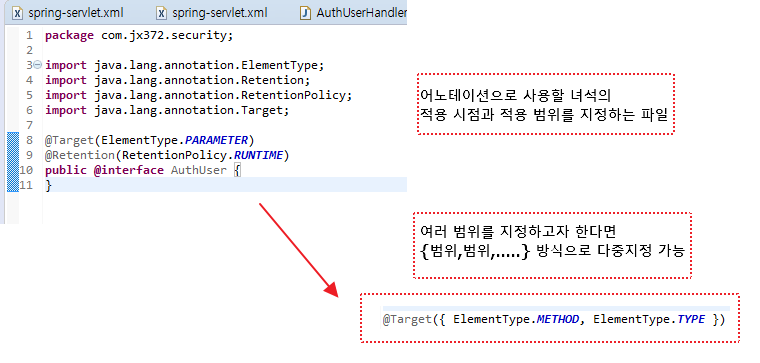 spring-servlet.xml spring-servlet.xml AuthUserHandler
1 package com.jx372.security;
2
3 import java.lang.annotation.ElementType;
4 import java.lang.annotation.Retention;
5 import java.lang.annotation.RetentionPolicy;
6 import java.lang.annotation.Target;
7
8 @Target(ElementType.PARAMETER)
9 @Retention(RetentionPolicy.RUNTIME)
10 public @interface AuthUser {
11 }
어노테이션으로 사용할 녀석의
적용 시점과 적용 범위를 지정하는 파일
여러 범위를 지정하고자 한다면
{범위,범위,.....} 방식으로 다중지정 가능
@Target({ ElementType.METHOD, ElementType.TYPE })